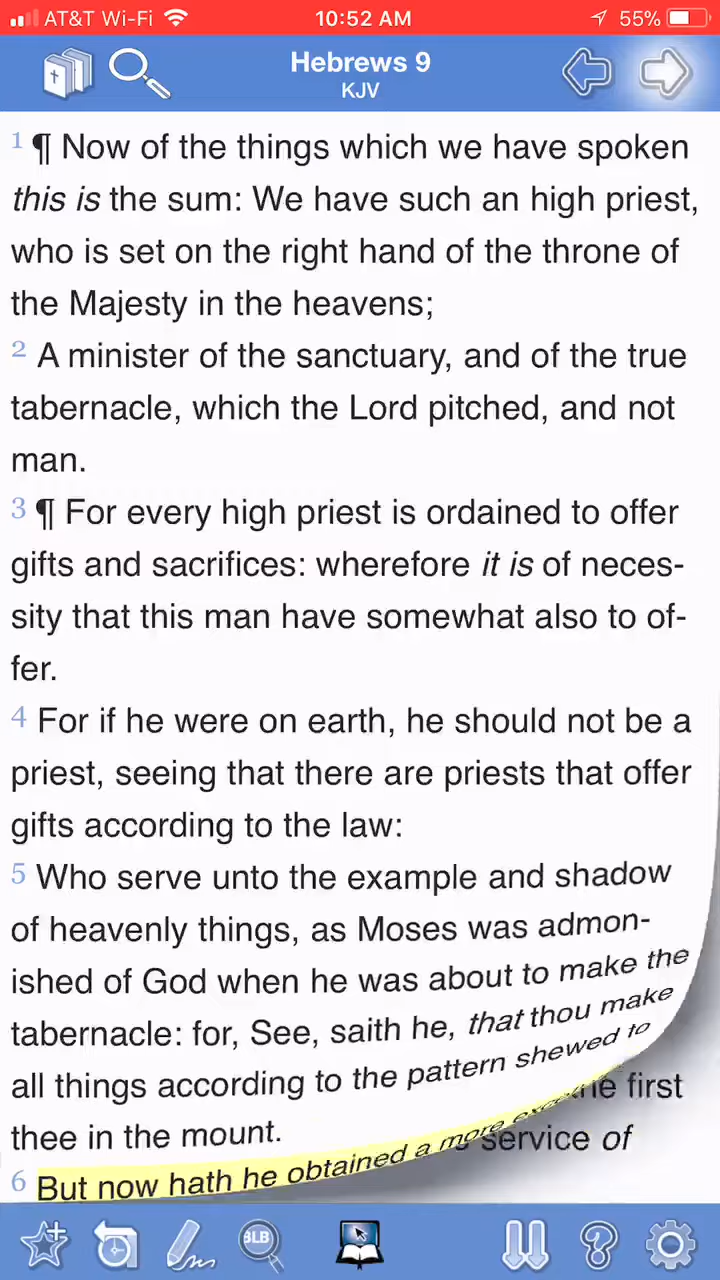 AT&T Wi-Fi 10:52 AM 55%
Hebrews 9
KJV
1 ¶ Now of the things which we have spoken
this is the sum: We have such an high priest,
who is set on the right hand of the throne of
the Majesty in the heavens;
2 A minister of the sanctuary, and of the true
tabernacle, which the Lord pitched, and not
man.
3 ¶ For every high priest is ordained to offer
gifts and sacrifices: wherefore it is of neces-
sity that this man have somewhat also to of-
fer.
4 For if he were on earth, he should not be a
priest, seeing that there are priests that offer
gifts according to the law:
5 Who serve unto the example and shadow
of heavenly things, as Moses was admon-
ished of God when he was about to make the
tabernacle: for, See, saith he, that thou make
all things according to the pattern shewed to
first
thee in the mount.
service of
6 But now hath he obtained a more
BLB